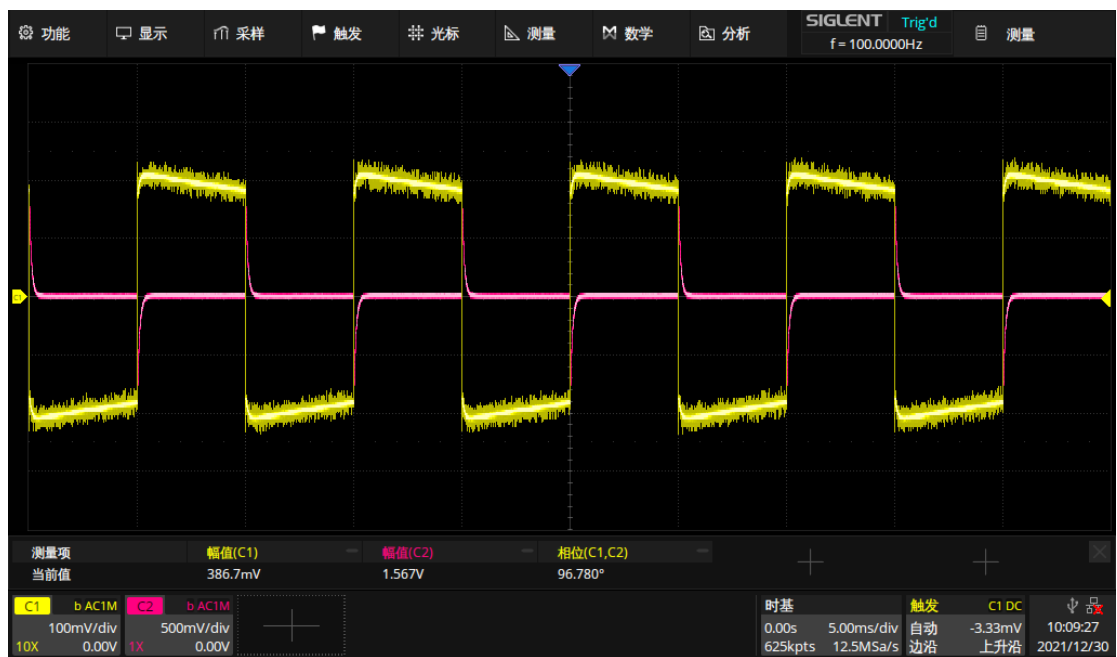 功能 显示 采样 触发 光标 测量 数学 分析 SIGLENT Trig'd 测量
f = 100.0000Hz
C1
测量项 幅值(C1) 幅值(C2) 相位(C1,C2)
当前值 386.7mV 1.567V 96.780°
C1 b AC1M C2 b AC1M 时基 触发 C1 DC
100mV/div 500mV/div 0.00s 5.00ms/div 自动 -3.33mV 10:09:27
10X 0.00V 1X 0.00V 625kpts 12.5MSa/s 边沿 上升沿 2021/12/30